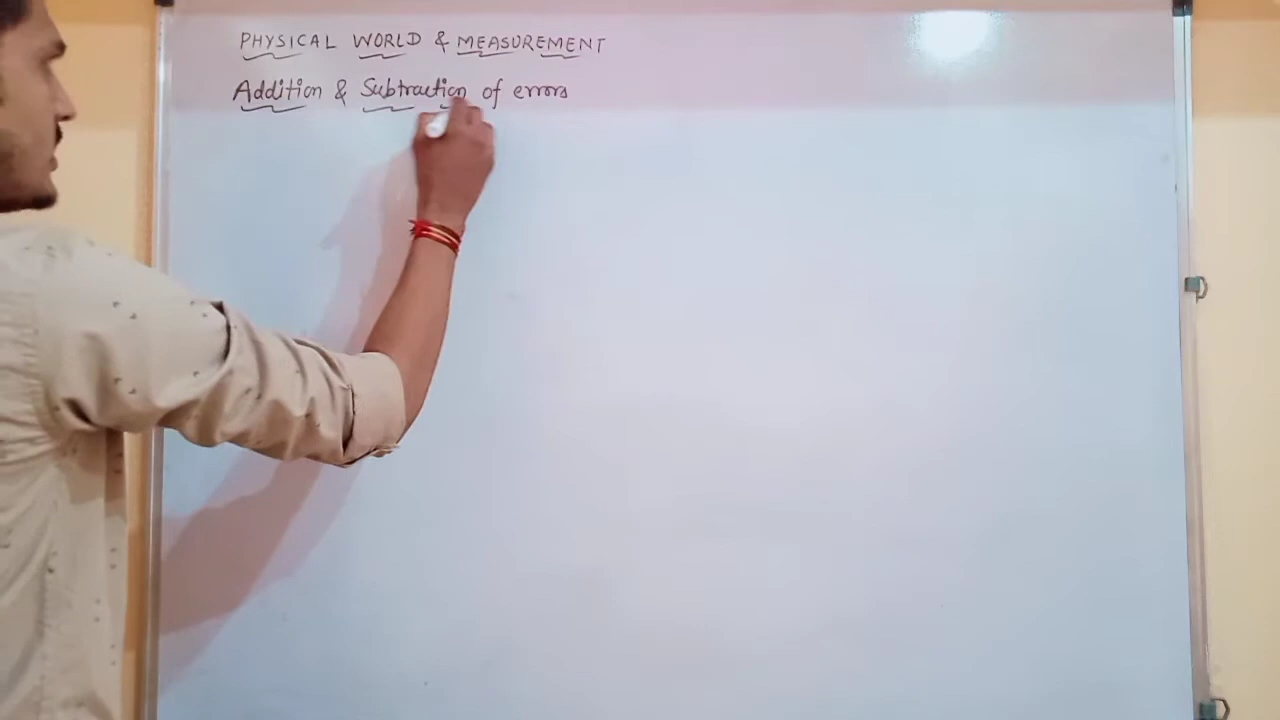 PHYSICAL WORLD & MEASUREMENT
Addition & Subtraction of errors